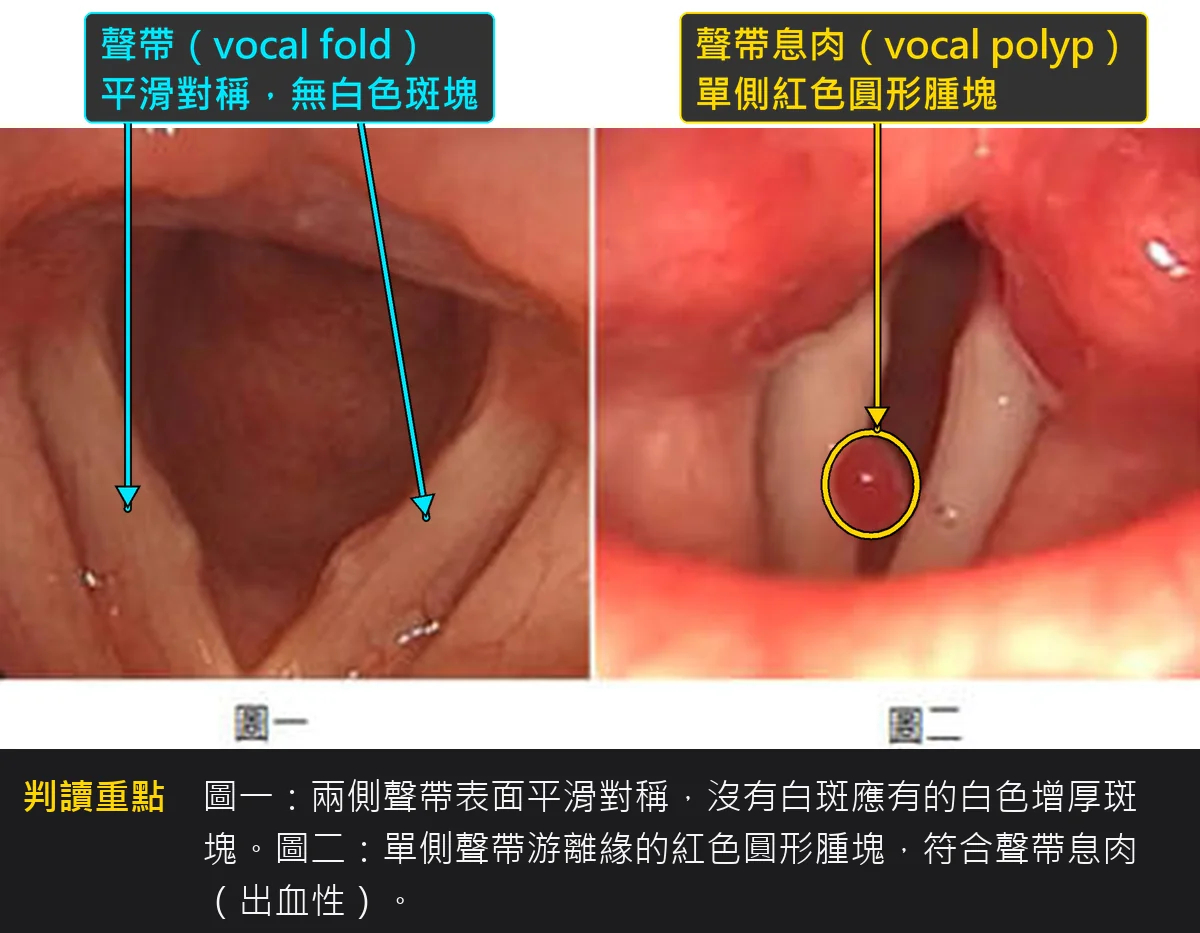 聲帶（vocal fold）
平滑對稱，無白色斑塊
聲帶息肉（vocal polyp）
單側紅色圓形腫塊
圖一
圖二
判讀重點
圖一：兩側聲帶表面平滑對稱，沒有白斑應有的白色增厚斑
塊。圖二：單側聲帶游離緣的紅色圓形腫塊，符合聲帶息肉
（出血性）。